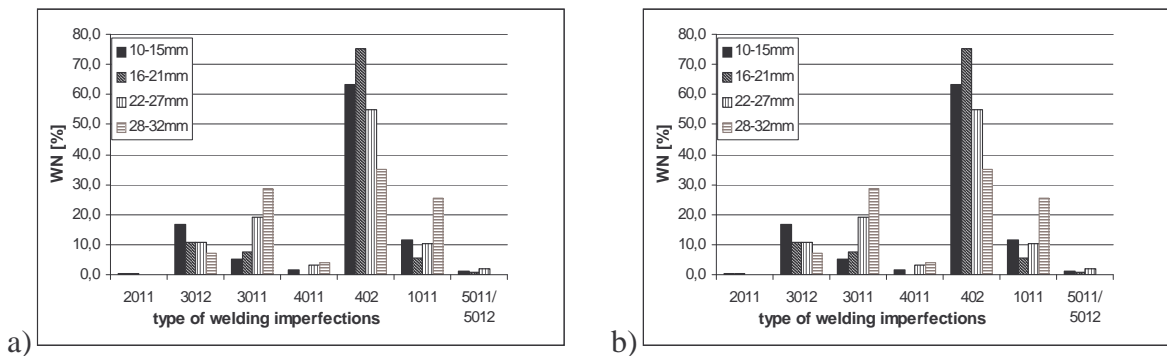 80,0
70,0
60,0
50,0
40,0
30,0
20,0
10,0
0,0
WN [%]
10-15mm
16-21mm
22-27mm
28-32mm
2011 3012 3011 4011 402 1011 5011/
5012
type of welding imperfections
a)
80,0
70,0
60,0
50,0
40,0
30,0
20,0
10,0
0,0
WN [%]
10-15mm
16-21mm
22-27mm
28-32mm
2011 3012 3011 4011 402 1011 5011/
5012
type of welding imperfections
b)